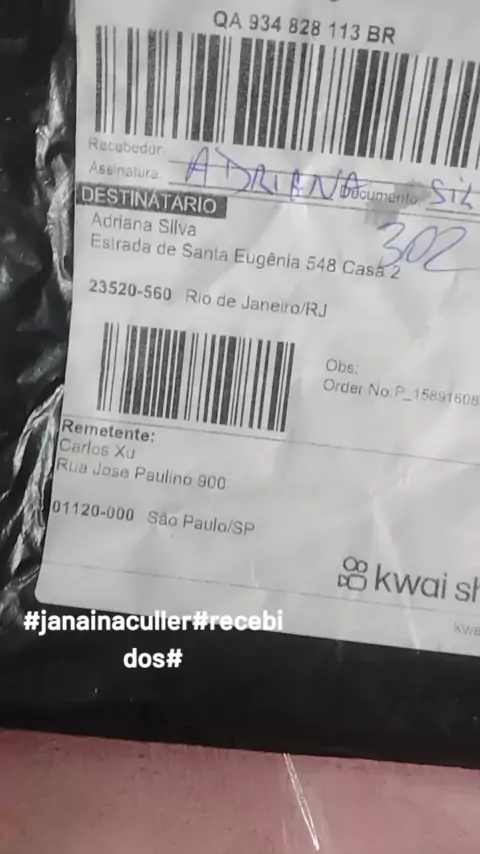 QA 934 828 113 BR
Recebedor:
Assinatura: ADRIANA Documento:
302
DESTINATÁRIO
Adriana Silva
Estrada de Santa Eugênia 548 Casa 2
23520-560 Rio de Janeiro/RJ
Obs:
Order No.P_15891608
Remetente:
Carlos Xu
Rua Jose Paulino 900
01120-000 São Paulo/SP
kwai sh
kwa
#janainaculler#recebi
dos#